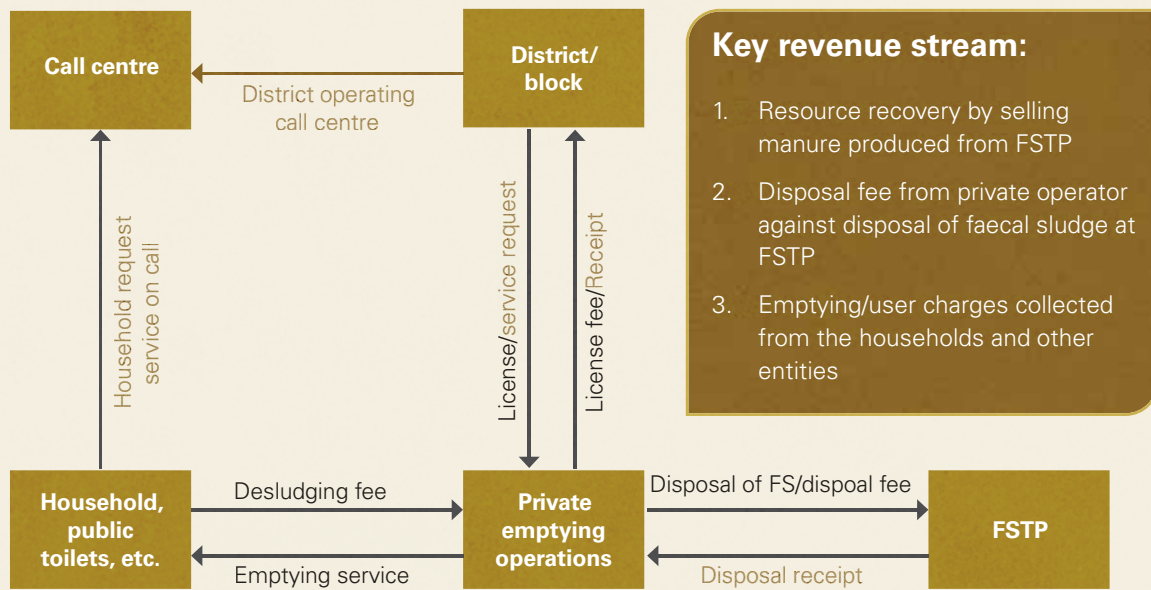 Call centre
District/
block
District operating
call centre
Key revenue stream:
1. Resource recovery by selling
manure produced from FSTP
2. Disposal fee from private operator
against disposal of faecal sludge at
FSTP
3. Emptying/user charges collected
from the households and other
entities
Household request
service on call
License/service request
License fee/Receipt
Household,
public
toilets, etc.
Desludging fee
Emptying service
Private
emptying
operations
Disposal of FS/dispoal fee
Disposal receipt
FSTP